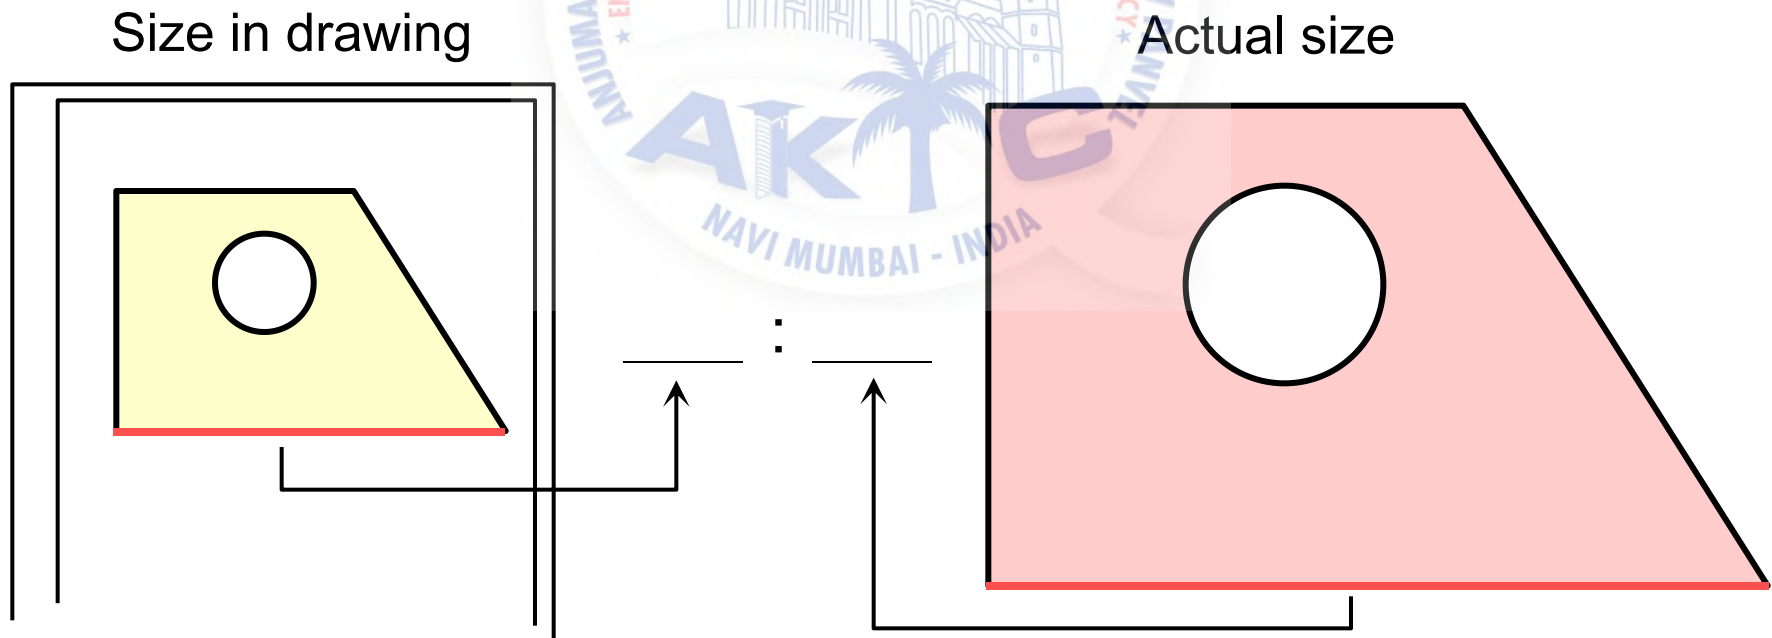 Size in drawing
Actual size
:
AKTC
NAVI MUMBAI - INDIA